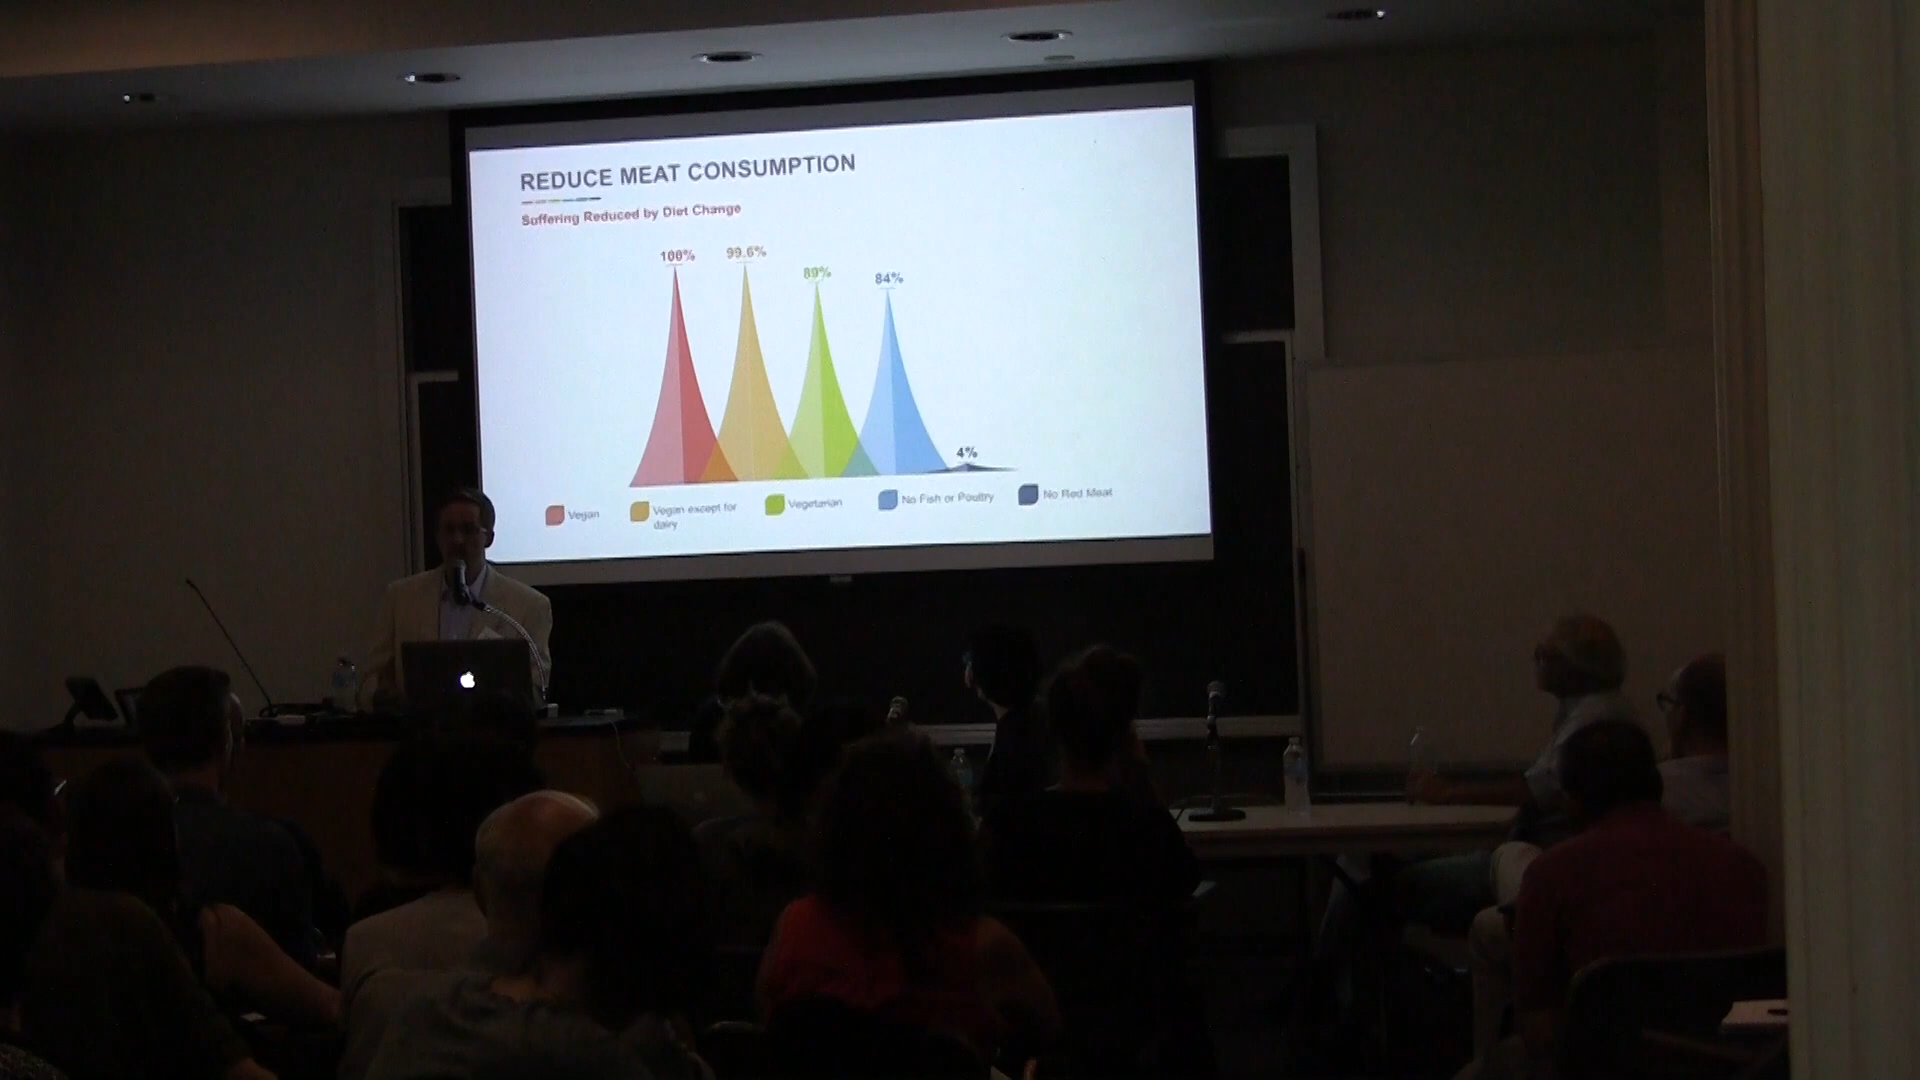 REDUCE MEAT CONSUMPTION
Suffering Reduced by Diet Change
100%
99.6%
89%
84%
4%
Vegan
Vegan except for
dairy
Vegetarian
No Fish or Poultry
No Red Meat